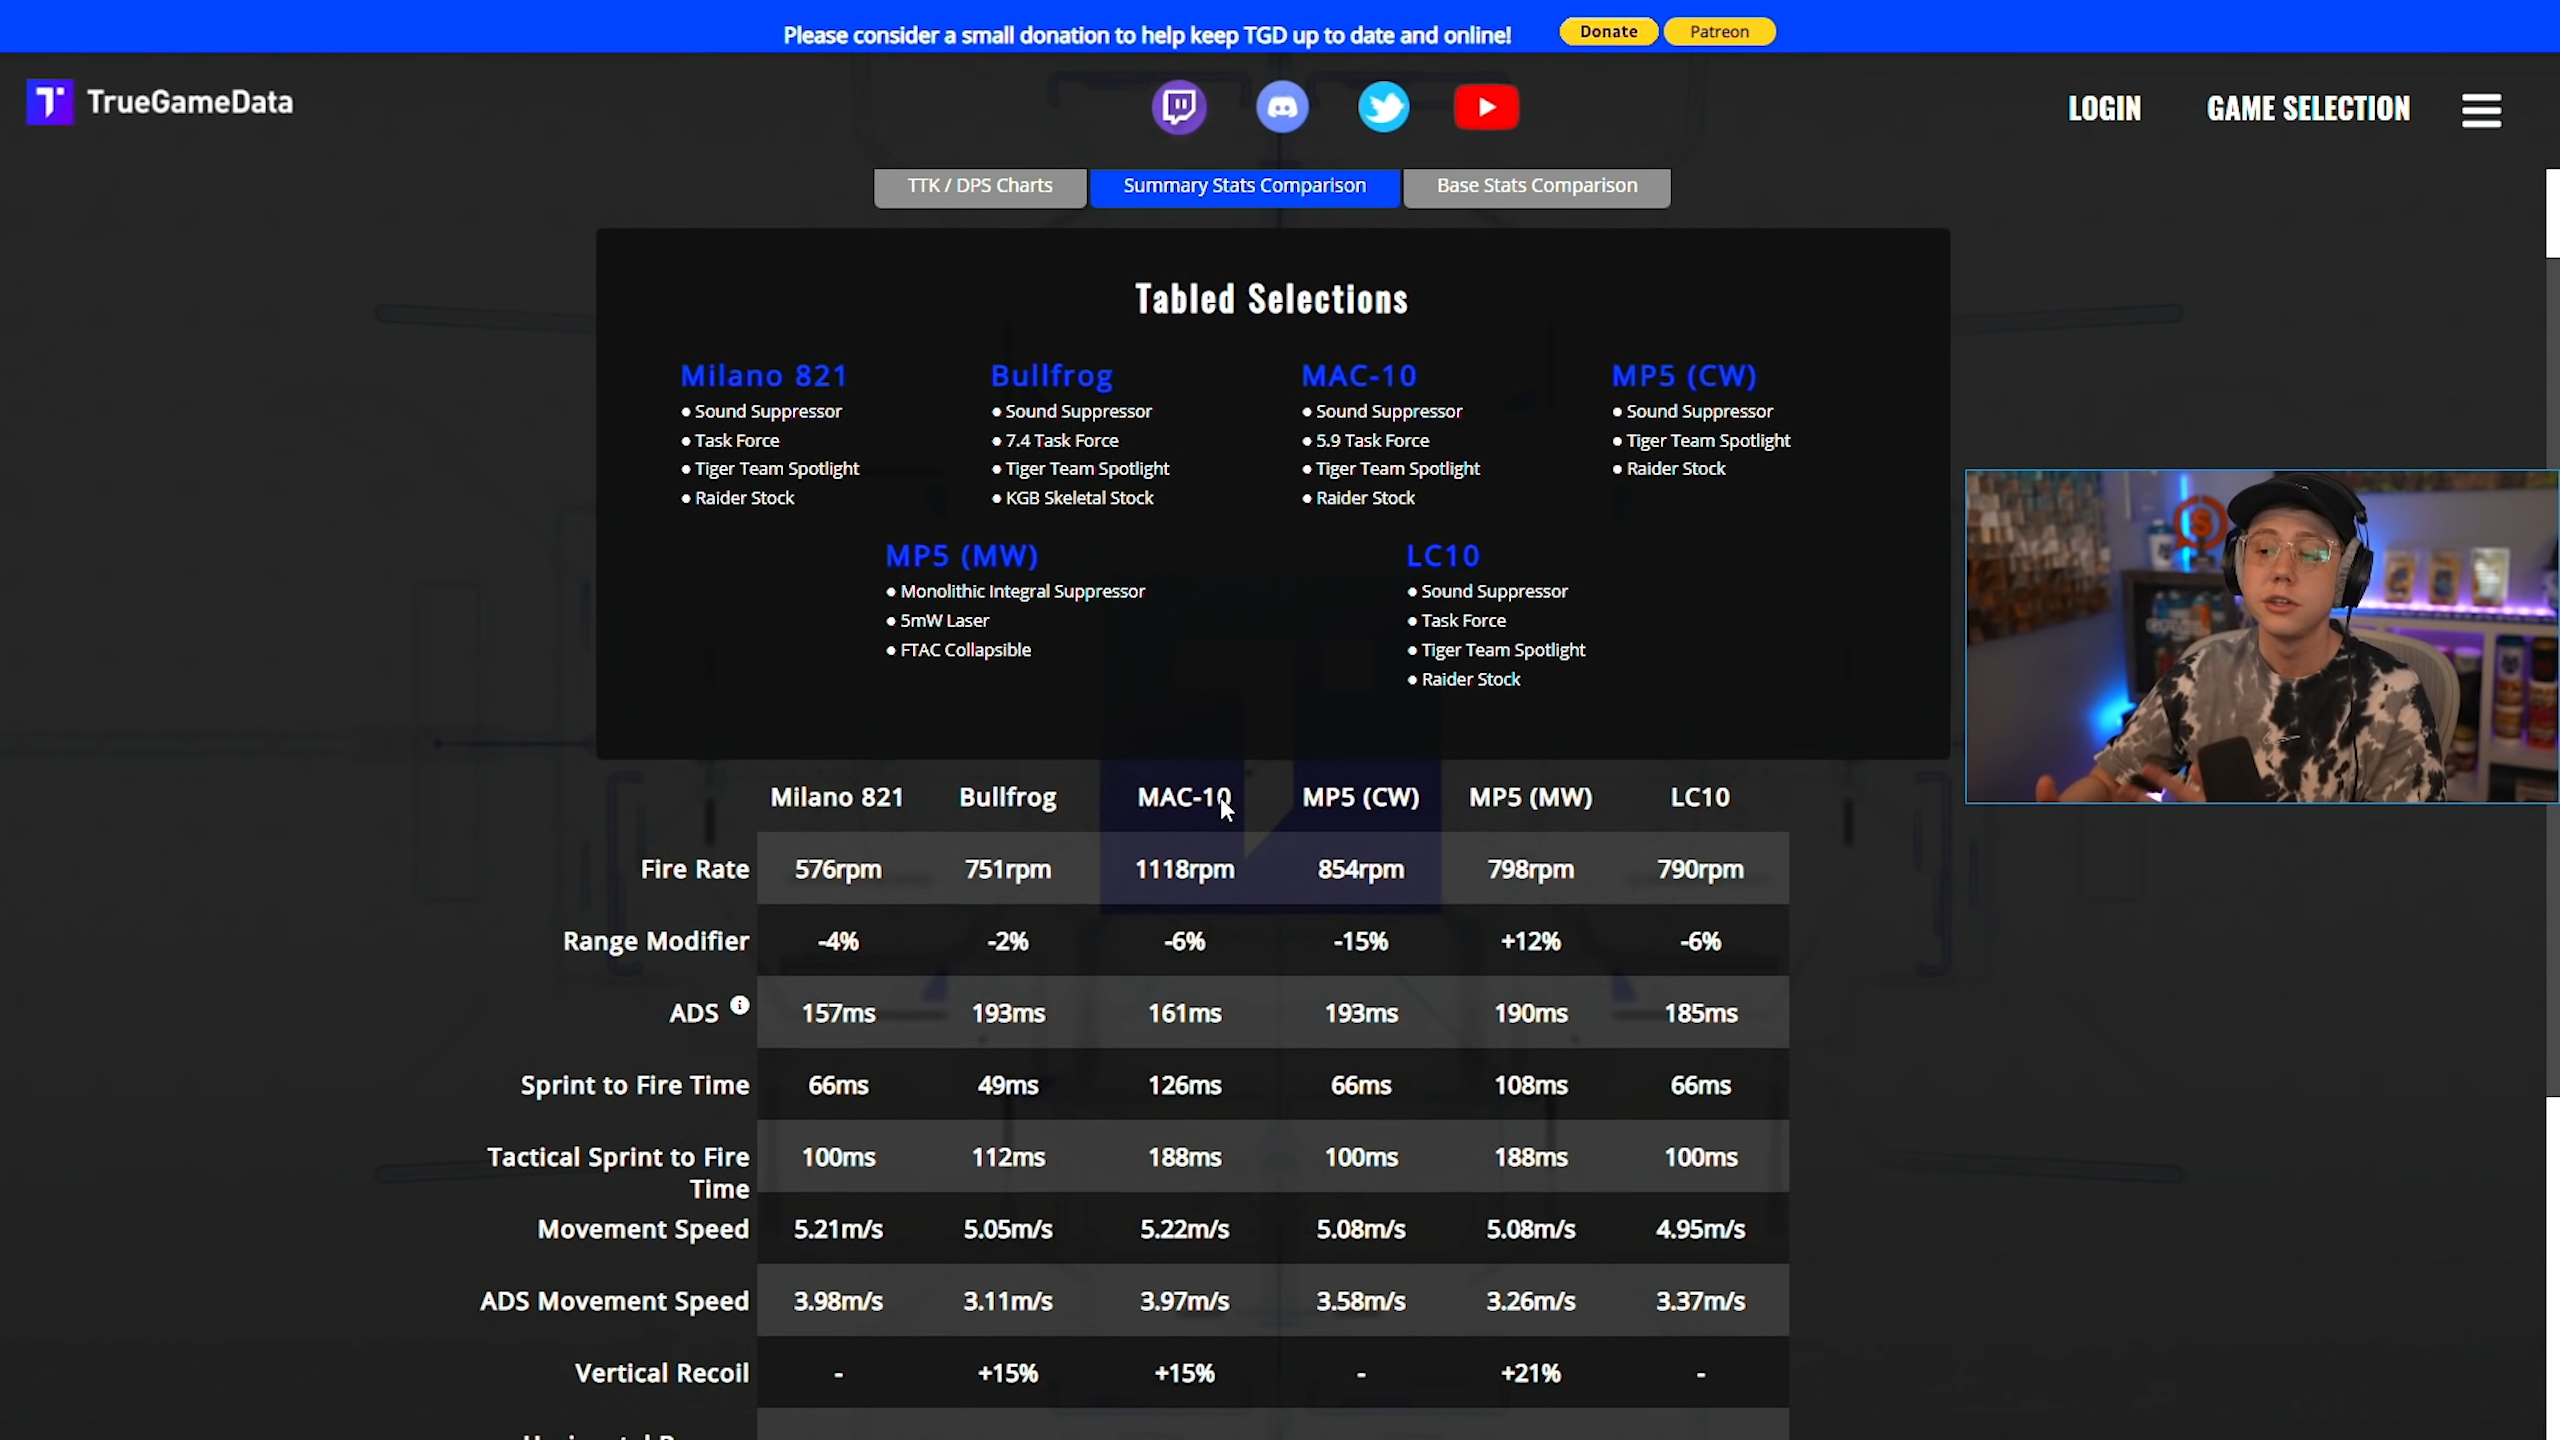 Please consider a small donation to help keep TGD up to date and online! Donate Patreon
TrueGameData
LOGIN GAME SELECTION
TTK / DPS Charts Summary Stats Comparison Base Stats Comparison
Tabled Selections
Milano 821 Bullfrog MAC-10 MP5 (CW)
● Sound Suppressor ● Sound Suppressor ● Sound Suppressor ● Sound Suppressor
● Task Force ● 7.4 Task Force ● 5.9 Task Force ● Tiger Team Spotlight
● Tiger Team Spotlight ● Tiger Team Spotlight ● Tiger Team Spotlight ● Raider Stock
● Raider Stock ● KGB Skeletal Stock ● Raider Stock
MP5 (MW) LC10
● Monolithic Integral Suppressor ● Sound Suppressor
● 5mW Laser ● Task Force
● FTAC Collapsible ● Tiger Team Spotlight
● Raider Stock
Milano 821 Bullfrog MAC-10 MP5 (CW) MP5 (MW) LC10
Fire Rate 576rpm 751rpm 1118rpm 854rpm 798rpm 790rpm
Range Modifier -4% -2% -6% -15% +12% -6%
ADS 157ms 193ms 161ms 193ms 190ms 185ms
Sprint to Fire Time 66ms 49ms 126ms 66ms 108ms 66ms
Tactical Sprint to Fire 100ms 112ms 188ms 100ms 188ms 100ms
Time
Movement Speed 5.21m/s 5.05m/s 5.22m/s 5.08m/s 5.08m/s 4.95m/s
ADS Movement Speed 3.98m/s 3.11m/s 3.97m/s 3.58m/s 3.26m/s 3.37m/s
Vertical Recoil - +15% +15% - +21% -